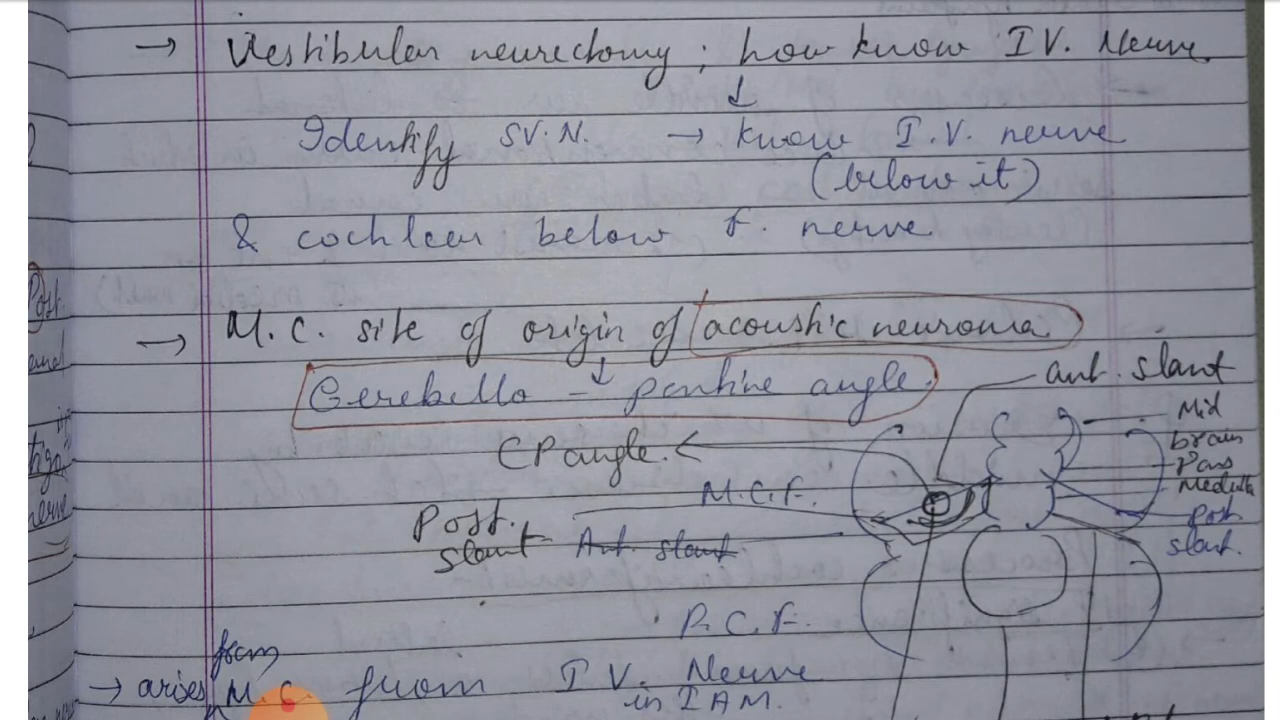 → Vestibular neurectomy ; how know I V. Nerve
↓
Identify SV.N. → know I.V. nerve
(below it)
& cochlear below F. nerve
→ M.C. site of origin of acoustic neuroma
↓
Cerebello - pontine angle.
ant. slant
Mid
brain
Pons
Medulla
post.
slant.
CP angle. ←
M.C.F.
Post.
slant
Ant. slant
P.C.F.
from
→ arises M.C. from I V. Nerve
in IAM.
Post.
nerve